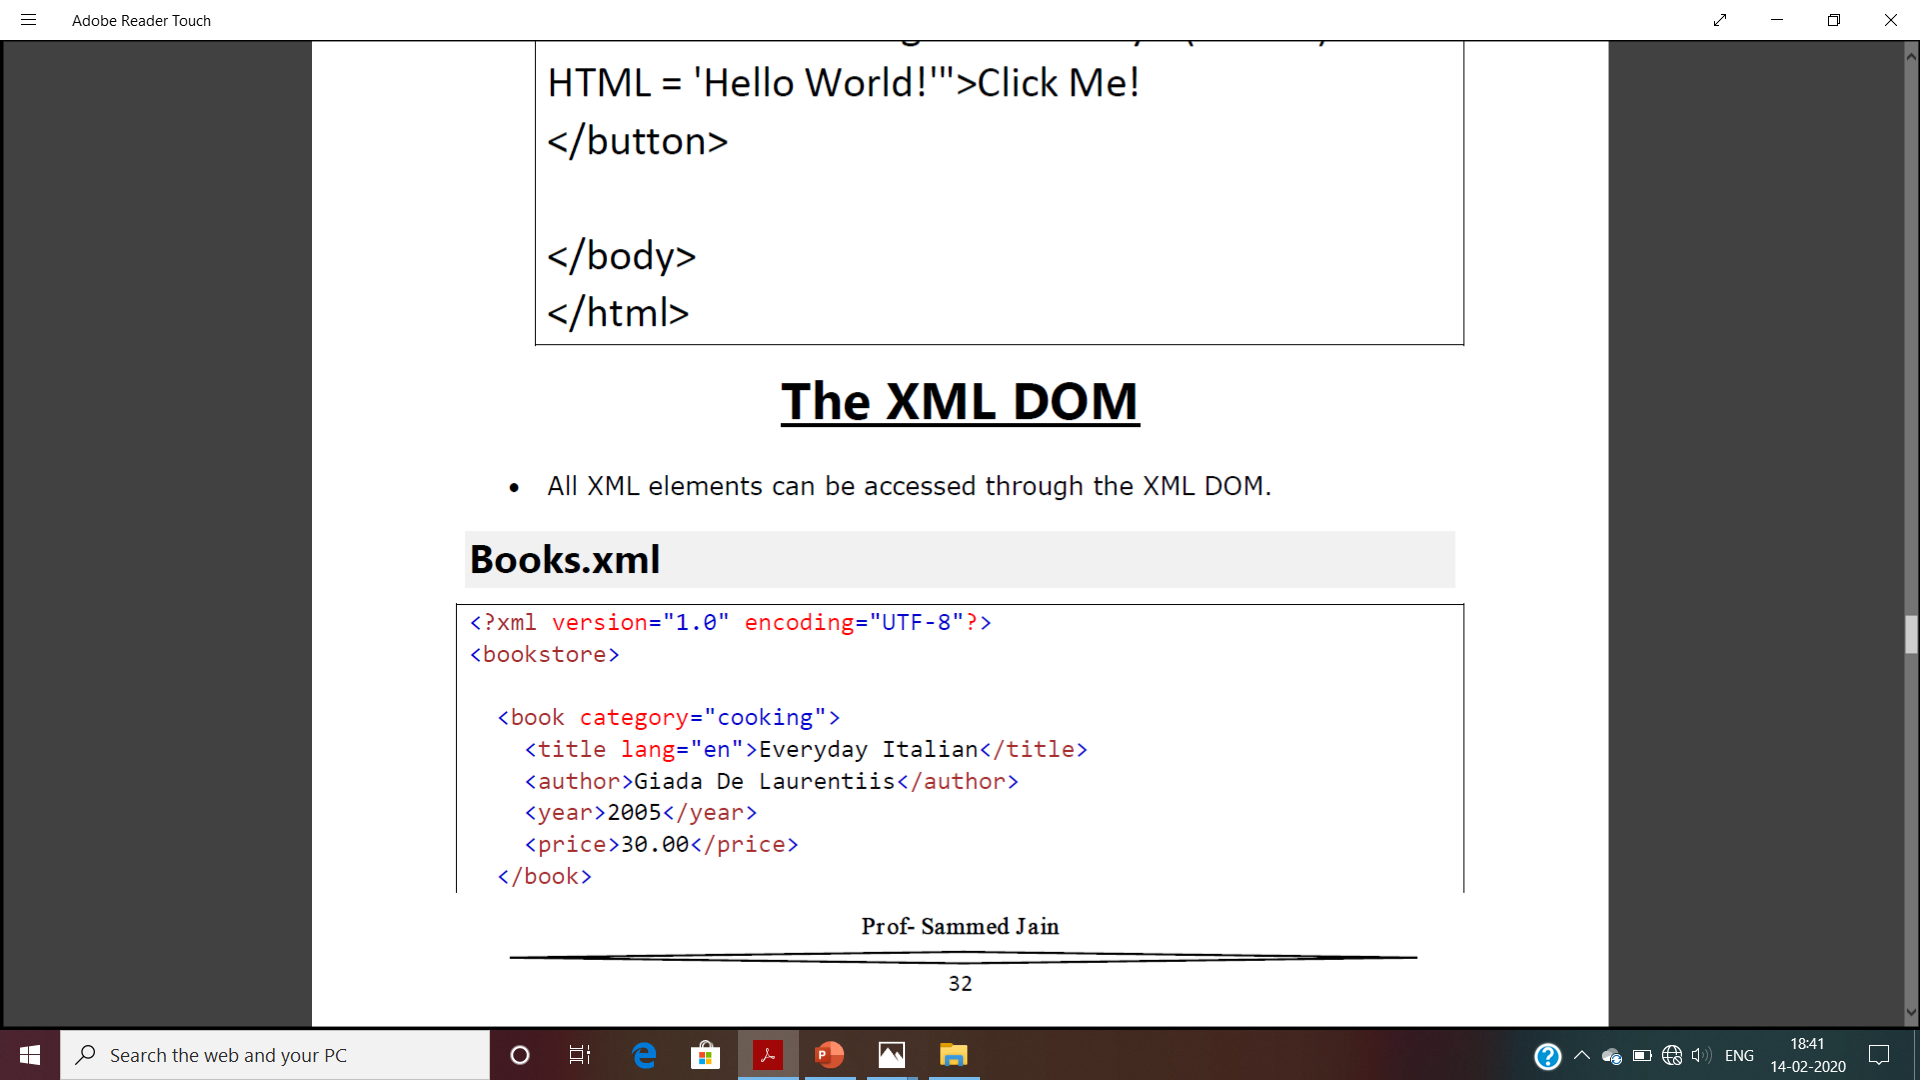 Adobe Reader Touch
HTML = 'Hello World!'">Click Me!
</button>
</body>
</html>
The XML DOM
• All XML elements can be accessed through the XML DOM.
Books.xml
<?xml version="1.0" encoding="UTF-8"?>
<bookstore>
<book category="cooking">
<title lang="en">Everyday Italian</title>
<author>Giada De Laurentiis</author>
<year>2005</year>
<price>30.00</price>
</book>
Prof- Sammed Jain
32
Search the web and your PC
ENG
18:41
14-02-2020